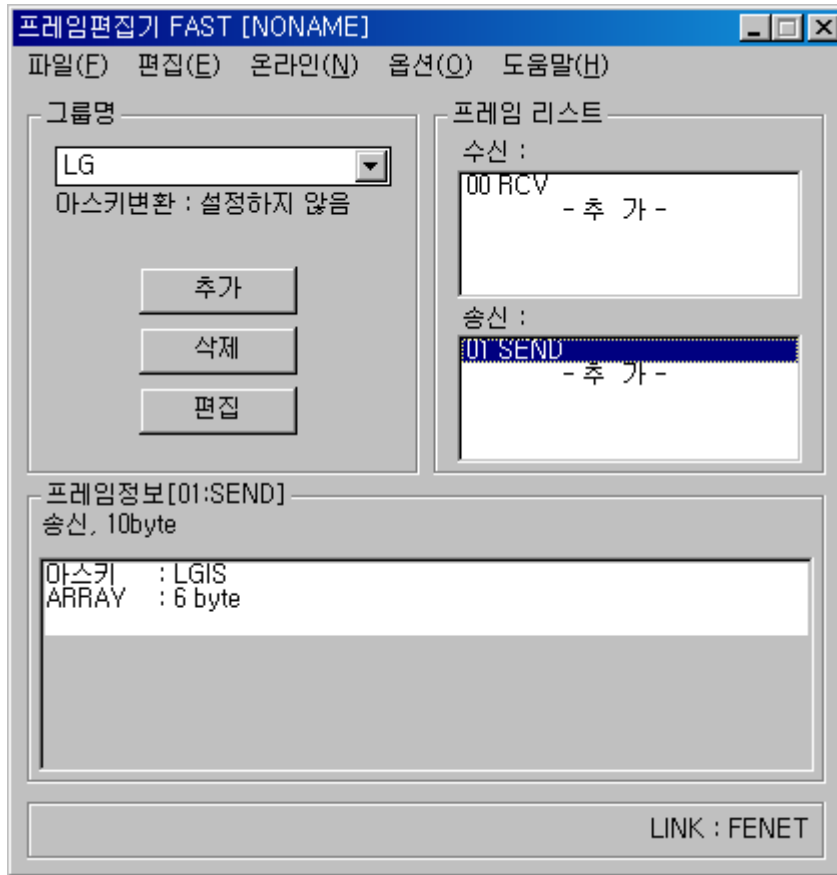 프레임편집기 FAST [NONAME]
파일(F) 편집(E) 온라인(N) 옵션(O) 도움말(H)
그룹명
LG
아스키변환 : 설정하지 않음
추가
삭제
편집
프레임 리스트
수신 :
00 RCV
- 추 가 -
송신 :
01 SEND
- 추 가 -
프레임정보[01:SEND]
송신, 10byte
아스키 : LGIS
ARRAY : 6 byte
LINK : FENET